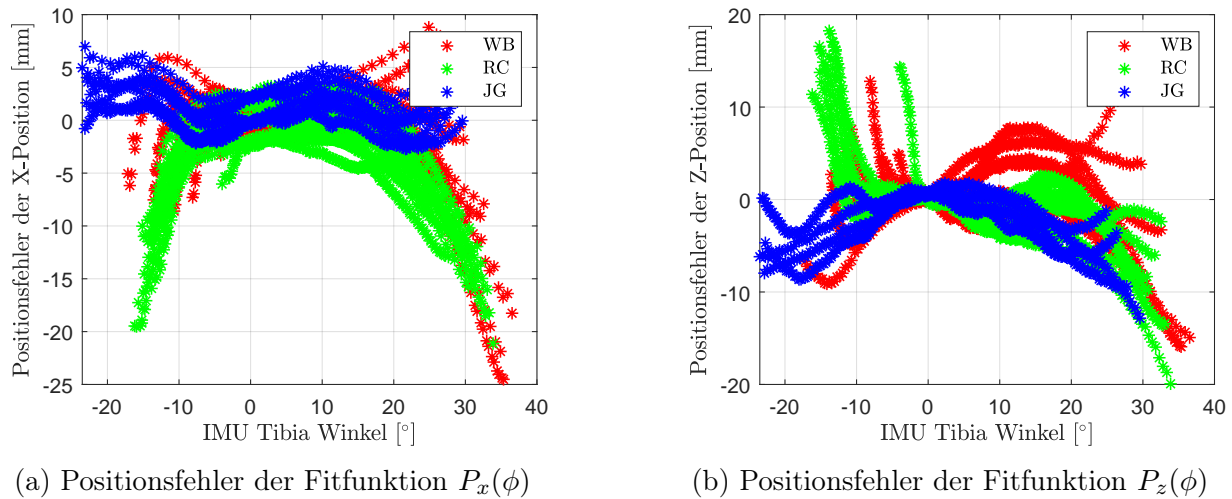 10
5
0
-5
-10
-15
-20
-25
Positionsfehler der X-Position [mm]
WB
RC
JG
-20 -10 0 10 20 30 40
IMU Tibia Winkel [°]
(a) Positionsfehler der Fitfunktion Pₓ(ϕ)
20
10
0
-10
-20
Positionsfehler der Z-Position [mm]
WB
RC
JG
-20 -10 0 10 20 30 40
IMU Tibia Winkel [°]
(b) Positionsfehler der Fitfunktion P_z(ϕ)